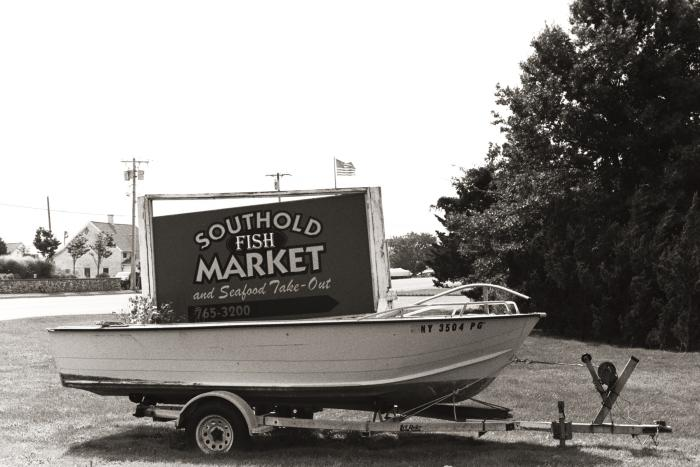 SOUTHOLD
FISH
MARKET
and Seafood Take-Out
765-3200
NY 3504 PG